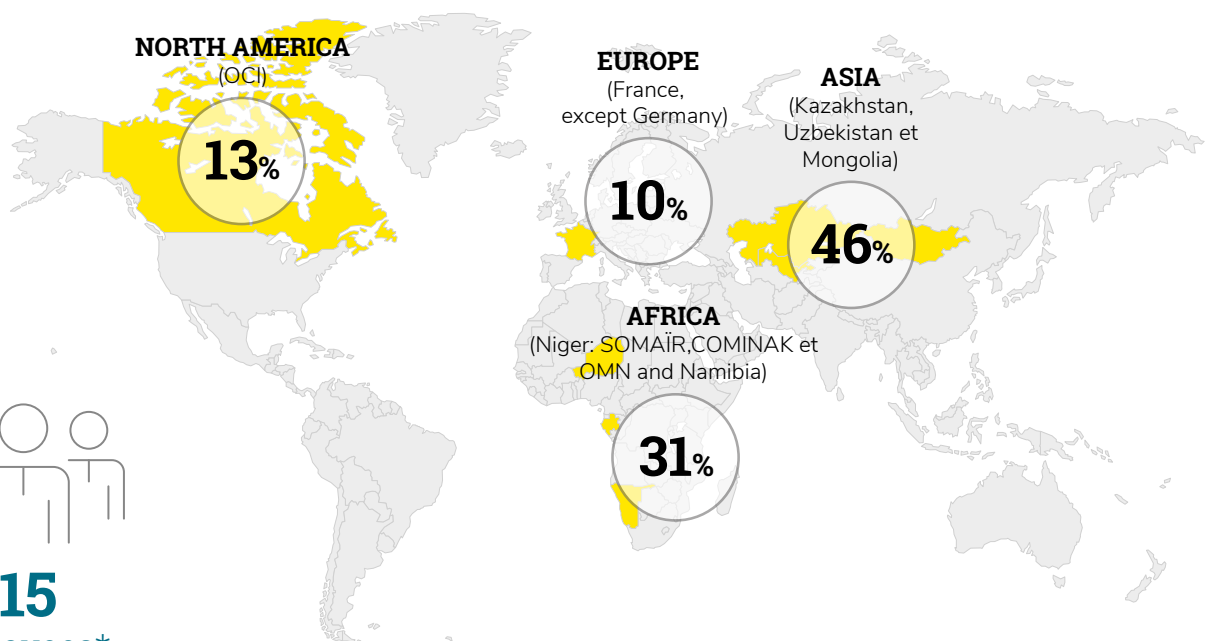 NORTH AMERICA
(OCI)
13%
EUROPE
(France,
except Germany)
10%
ASIA
(Kazakhstan,
Uzbekistan et
Mongolia)
46%
AFRICA
(Niger: SOMAÏR,COMINAK et
OMN and Namibia)
31%
15